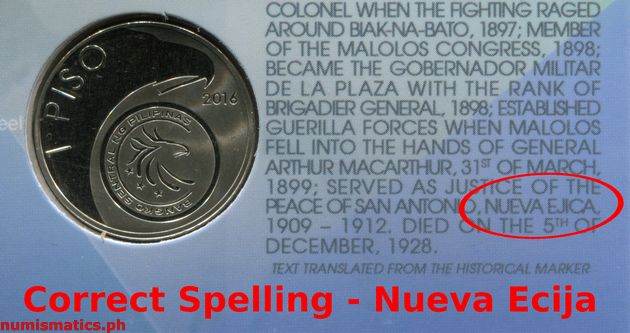 COLONEL WHEN THE FIGHTING RAGED
AROUND BIAK-NA-BATO, 1897; MEMBER
OF THE MALOLOS CONGRESS, 1898;
BECAME THE GOBERNADOR MILITAR
DE LA PLAZA WITH THE RANK OF
BRIGADIER GENERAL, 1898; ESTABLISHED
GUERILLA FORCES WHEN MALOLOS
FELL INTO THE HANDS OF GENERAL
ARTHUR MACARTHUR, 31ST OF MARCH,
1899; SERVED AS JUSTICE OF THE
PEACE OF SAN ANTONIO, NUEVA EJICA,
1909 – 1912. DIED ON THE 5TH OF
DECEMBER, 1928.
TEXT TRANSLATED FROM THE HISTORICAL MARKER
1 PISO
2016
BANGKO SENTRAL NG PILIPINAS
eel
Correct Spelling - Nueva Ecija
numismatics.ph